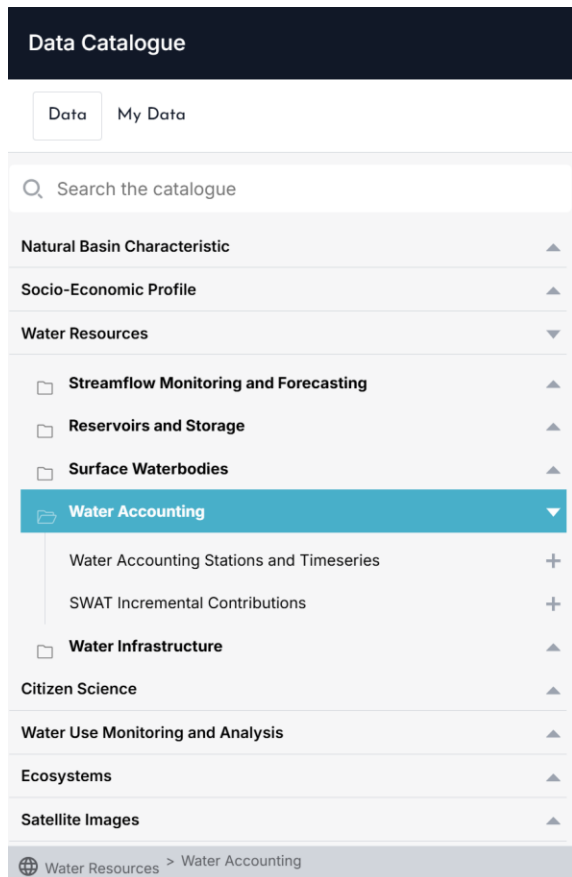 Data Catalogue
Data My Data
Search the catalogue
Natural Basin Characteristic
Socio-Economic Profile
Water Resources
Streamflow Monitoring and Forecasting
Reservoirs and Storage
Surface Waterbodies
Water Accounting
Water Accounting Stations and Timeseries
SWAT Incremental Contributions
Water Infrastructure
Citizen Science
Water Use Monitoring and Analysis
Ecosystems
Satellite Images
Water Resources > Water Accounting